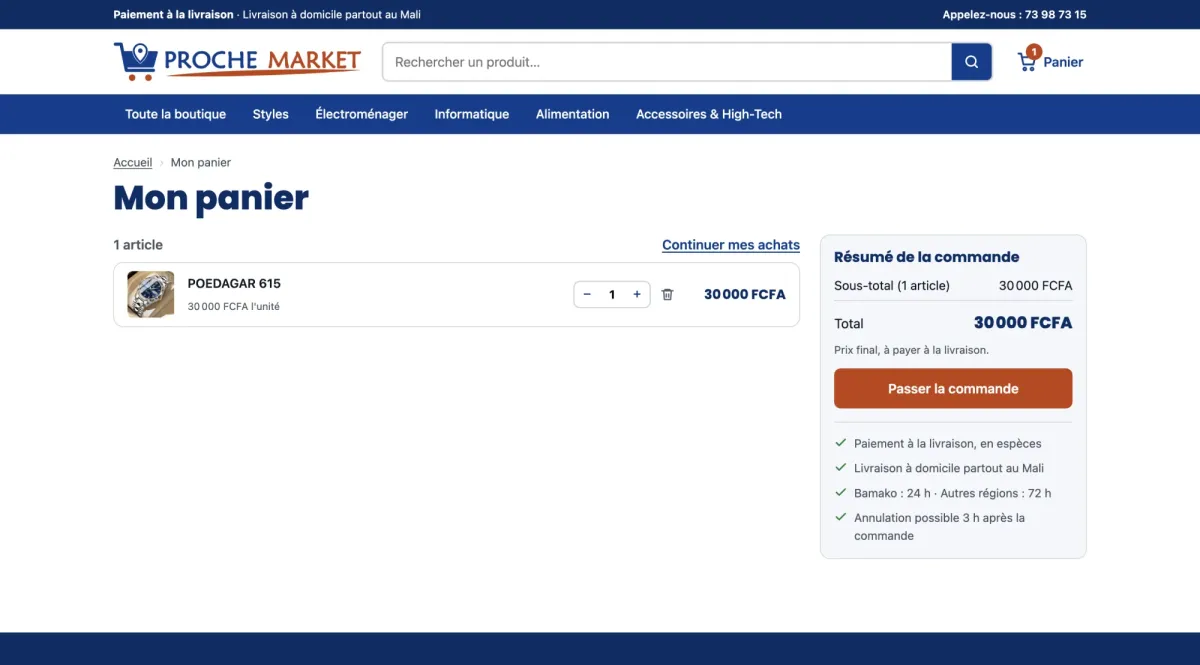 Paiement à la livraison · Livraison à domicile partout au Mali
Appelez-nous : 73 98 73 15
PROCHE MARKET
Rechercher un produit...
1
Panier
Toute la boutique
Styles
Électroménager
Informatique
Alimentation
Accessoires & High-Tech
Accueil › Mon panier
Mon panier
1 article
Continuer mes achats
POEDAGAR 615
30 000 FCFA l'unité
− 1 +
30 000 FCFA
Résumé de la commande
Sous-total (1 article) 30 000 FCFA
Total 30 000 FCFA
Prix final, à payer à la livraison.
Passer la commande
Paiement à la livraison, en espèces
Livraison à domicile partout au Mali
Bamako : 24 h · Autres régions : 72 h
Annulation possible 3 h après la
commande